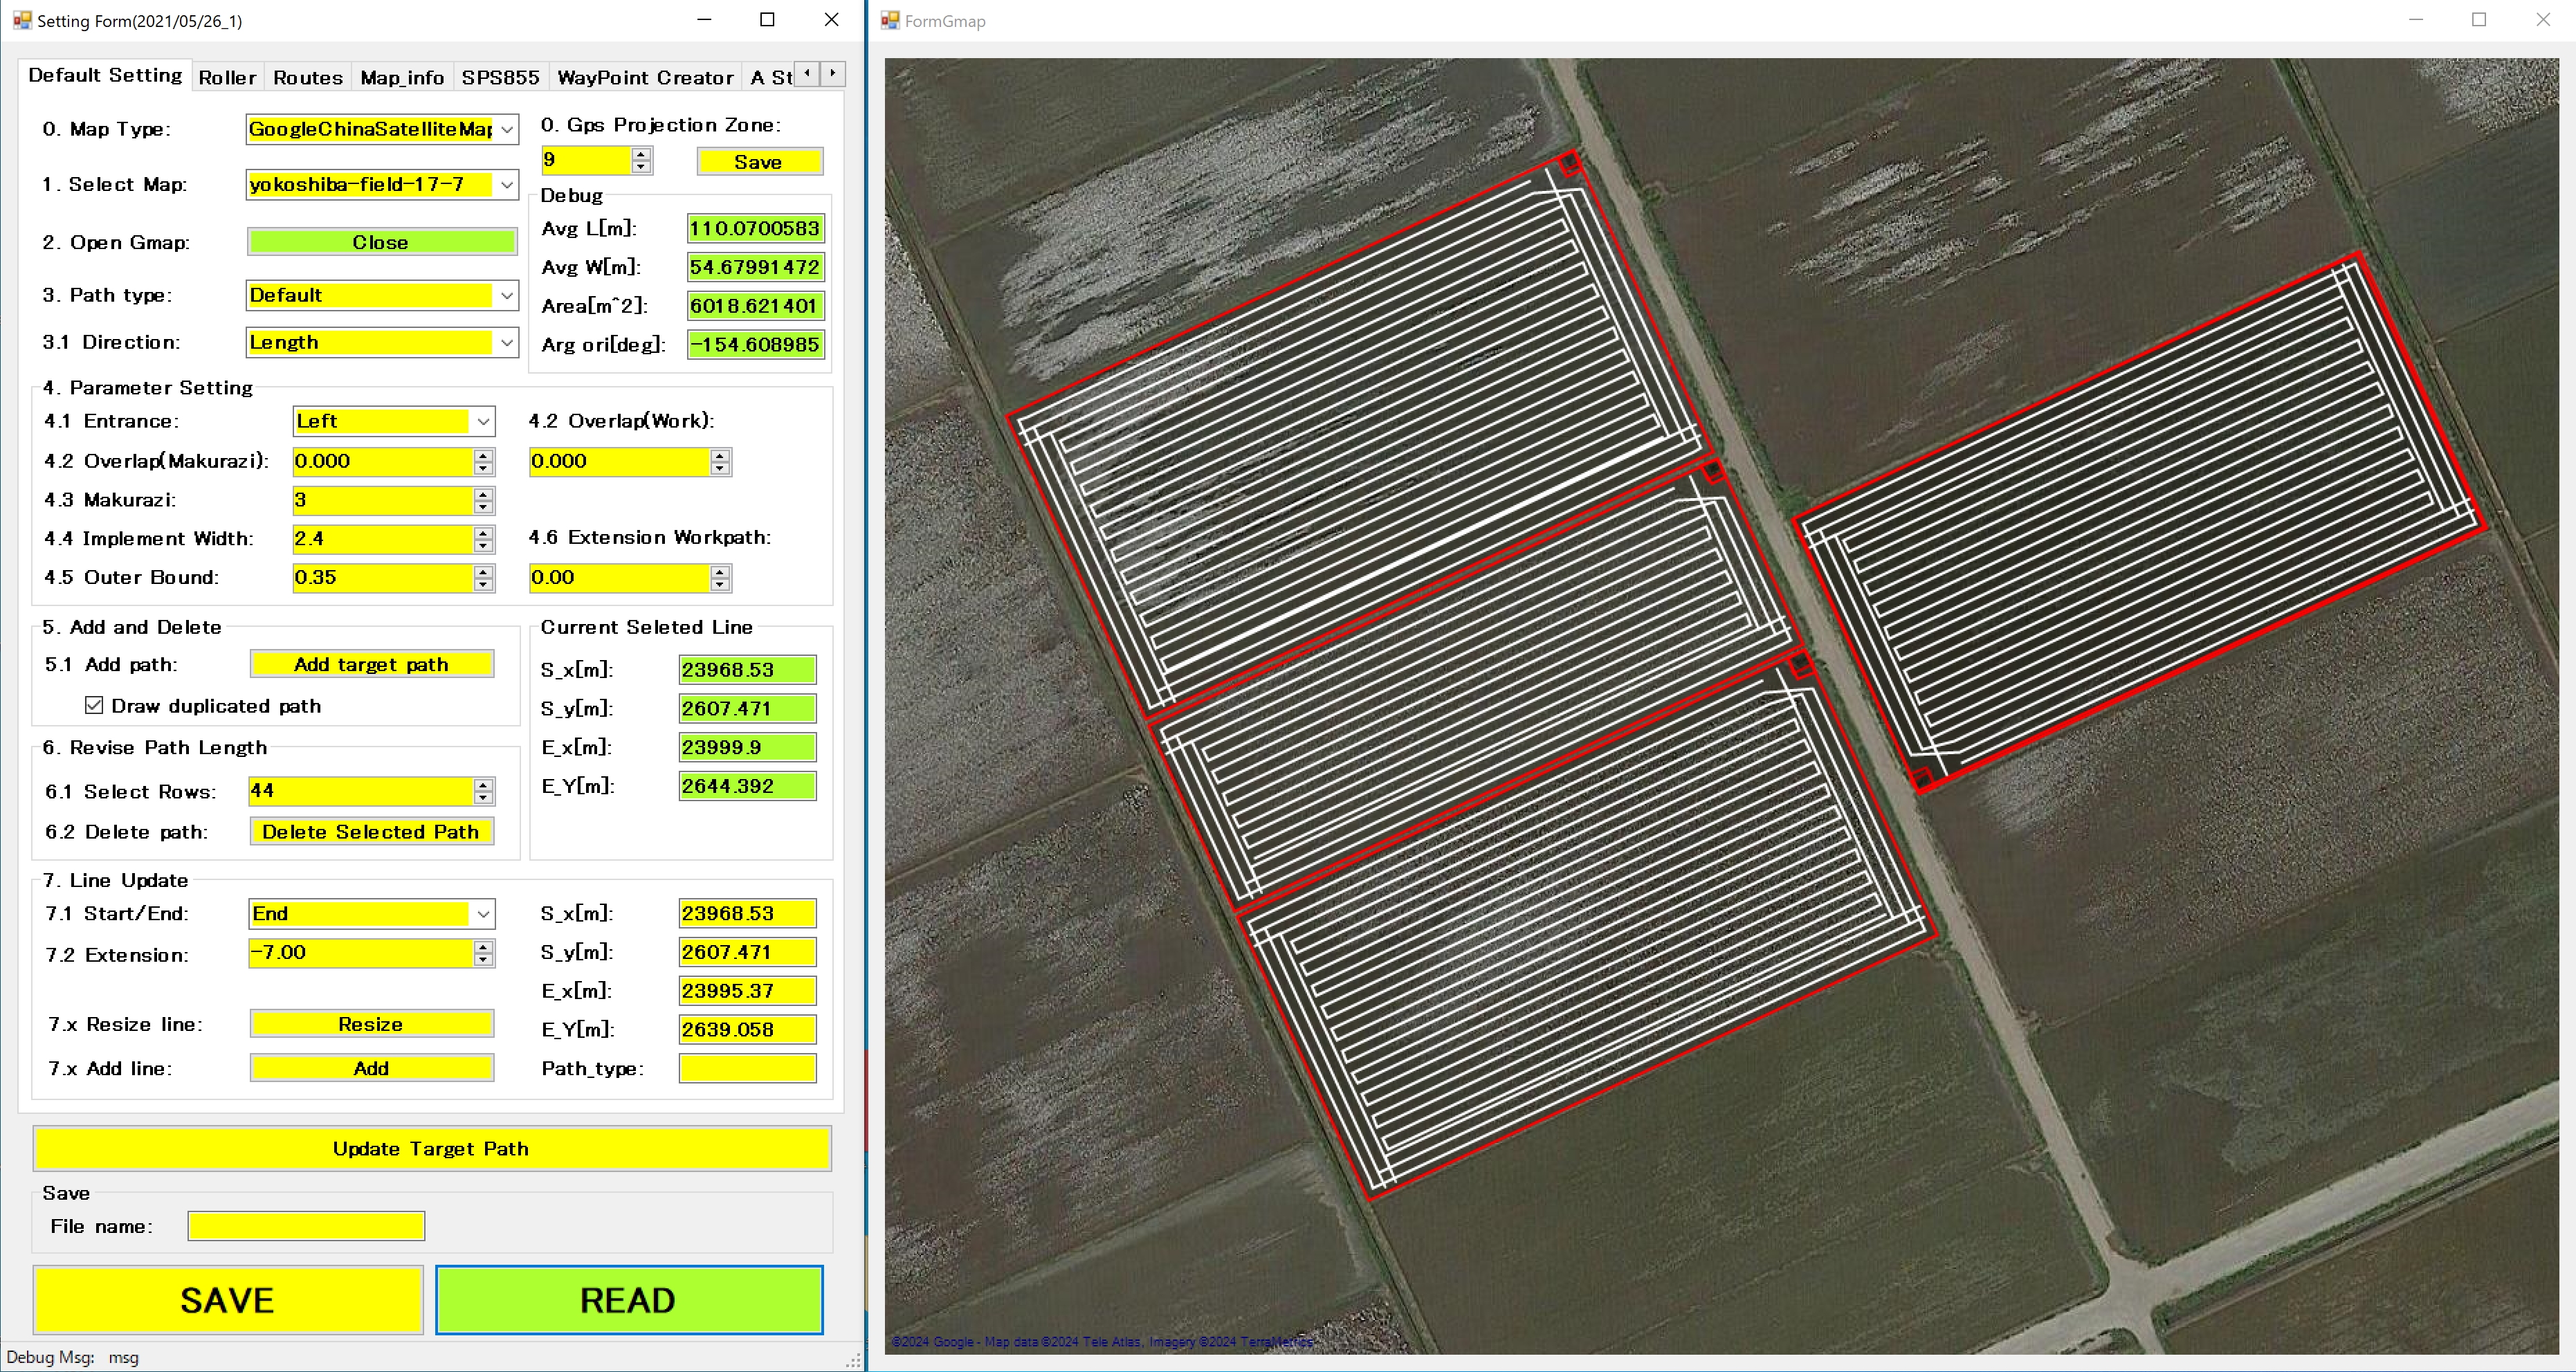 Setting Form(2021/05/26_1)
Default Setting Roller Routes Map_info SPS855 WayPoint Creator A St
0. Map Type: GoogleChinaSatelliteMap
0. Gps Projection Zone:
9 Save
1. Select Map: yokoshiba-field-17-7
2. Open Gmap: Close
3. Path type: Default
3.1 Direction: Length
Debug
Avg L[m]: 110.0700583
Avg W[m]: 54.67991472
Area[m^2]: 6018.621401
Arg ori[deg]: -154.608985
4. Parameter Setting
4.1 Entrance: Left
4.2 Overlap(Work):
4.2 Overlap(Makurazi): 0.000 0.000
4.3 Makurazi: 3
4.4 Implement Width: 2.4
4.6 Extension Workpath:
4.5 Outer Bound: 0.35 0.00
5. Add and Delete
5.1 Add path: Add target path
Draw duplicated path
6. Revise Path Length
6.1 Select Rows: 44
6.2 Delete path: Delete Selected Path
Current Seleted Line
S_x[m]: 23968.53
S_y[m]: 2607.471
E_x[m]: 23999.9
E_Y[m]: 2644.392
7. Line Update
7.1 Start/End: End
7.2 Extension: -7.00
7.x Resize line: Resize
7.x Add line: Add
S_x[m]: 23968.53
S_y[m]: 2607.471
E_x[m]: 23995.37
E_Y[m]: 2639.058
Path_type:
Update Target Path
Save
File name:
SAVE READ
Debug Msg: msg
FormGmap
©2024 Google - Map data ©2024 Tele Atlas, Imagery ©2024 TerraMetrics